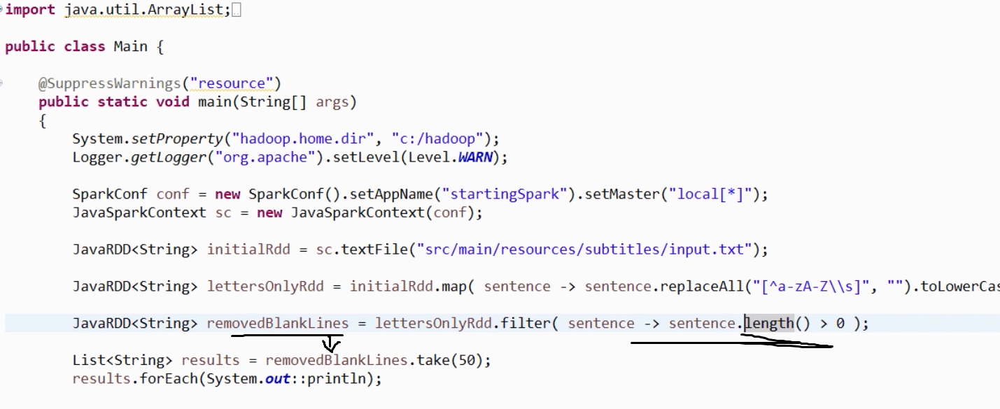 import java.util.ArrayList;
public class Main {
@SuppressWarnings("resource")
public static void main(String[] args)
{
System.setProperty("hadoop.home.dir", "c:/hadoop");
Logger.getLogger("org.apache").setLevel(Level.WARN);
SparkConf conf = new SparkConf().setAppName("startingSpark").setMaster("local[*]");
JavaSparkContext sc = new JavaSparkContext(conf);
JavaRDD<String> initialRdd = sc.textFile("src/main/resources/subtitles/input.txt");
JavaRDD<String> lettersOnlyRdd = initialRdd.map( sentence -> sentence.replaceAll("[^a-zA-Z\\s]", "").toLowerCas
JavaRDD<String> removedBlankLines = lettersOnlyRdd.filter( sentence -> sentence.length() > 0 );
List<String> results = removedBlankLines.take(50);
results.forEach(System.out::println);